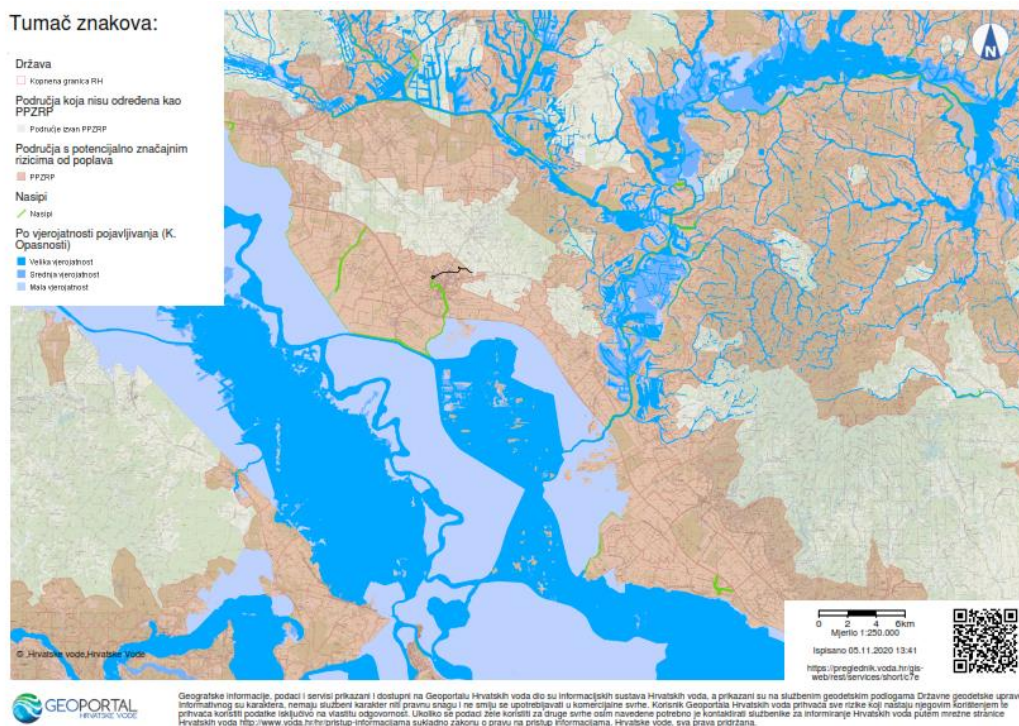 Tumač znakova:
Država
Kopnena granica RH
Područja koja nisu određena kao
PPZRP
Područje izvan PPZRP
Područja s potencijalno značajnim
rizicima od poplava
PPZRP
Nasipi
Nasipi
Po vjerojatnosti pojavljivanja (K.
Opasnosti)
Velika vjerojatnost
Srednja vjerojatnost
Mala vjerojatnost
N
© ,Hrvatske vode,Hrvatske Vode
0 2 4 6km
Mjerilo 1:250.000
Ispisano 05.11.2020 13:41
https://preglednik.voda.hr/gis-
web/rest/services/short/c7e
GEOPORTAL
HRVATSKE VODE
Geografske informacije, podaci i servisi prikazani i dostupni na Geoportalu Hrvatskih voda dio su informacijskih sustava Hrvatskih voda, a prikazani su na službenim geodetskim podlogama Državne geodetske uprave
Informativnog su karaktera, nemaju službeni karakter niti pravnu snagu i ne smiju se upotrebljavati u komercijalne svrhe. Korisnik Geoportala Hrvatskih voda prihvaća sve rizike koji nastaju njegovim korištenjem te
prihvaća koristiti podatke isključivo na vlastitu odgovornost. Ukoliko se podaci žele koristiti za druge svrhe osim navedene potrebno je kontaktirati službenike za informiranje Hrvatskih voda putem mrežne stranice
Hrvatskih voda http://www.voda.hr/hr/pristup-informacijama sukladno zakonu o pravu na pristup informacijama. Hrvatske vode, sva prava pridržana.